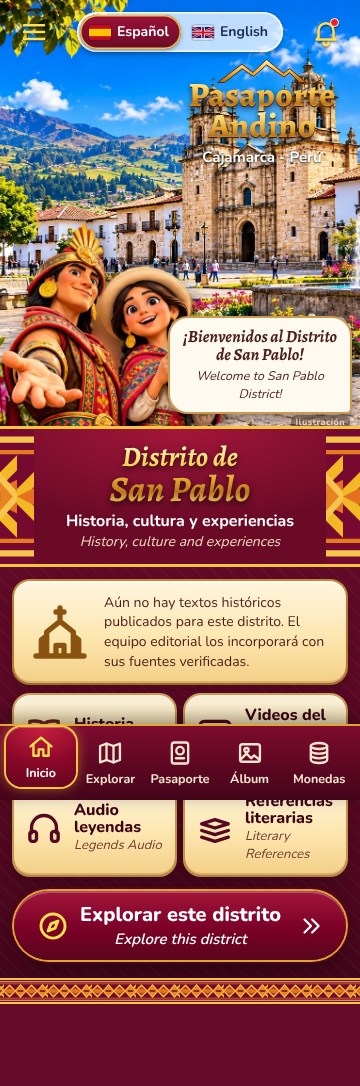 Español
English
Pasaporte
Andino
Cajamarca - Perú
¡Bienvenidos al Distrito
de San Pablo!
Welcome to San Pablo
District!
Ilustración
Distrito de
San Pablo
Historia, cultura y experiencias
History, culture and experiences
Aún no hay textos históricos
publicados para este distrito. El
equipo editorial los incorporará con
sus fuentes verificadas.
Historia
Videos del
Inicio
Explorar
Pasaporte
Álbum
Monedas
Audio
leyendas
Legends Audio
Referencias
literarias
Literary
References
Explorar este distrito
Explore this district